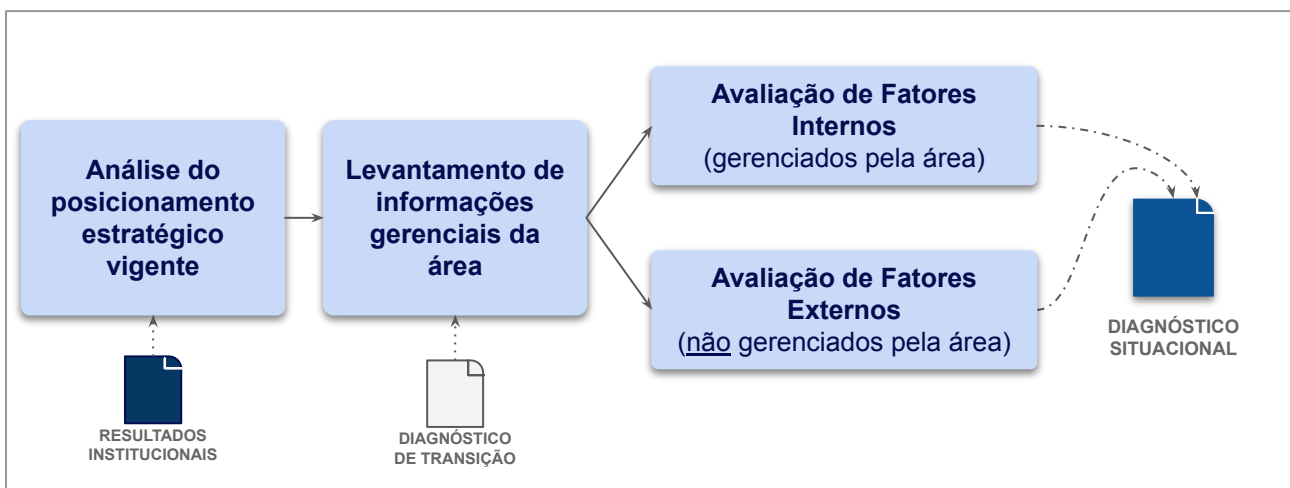 Análise do
posicionamento
estratégico
vigente
RESULTADOS
INSTITUCIONAIS
Levantamento de
informações
gerenciais da
área
DIAGNÓSTICO
DE TRANSIÇÃO
Avaliação de Fatores
Internos
(gerenciados pela área)
Avaliação de Fatores
Externos
(não gerenciados pela área)
DIAGNÓSTICO
SITUACIONAL